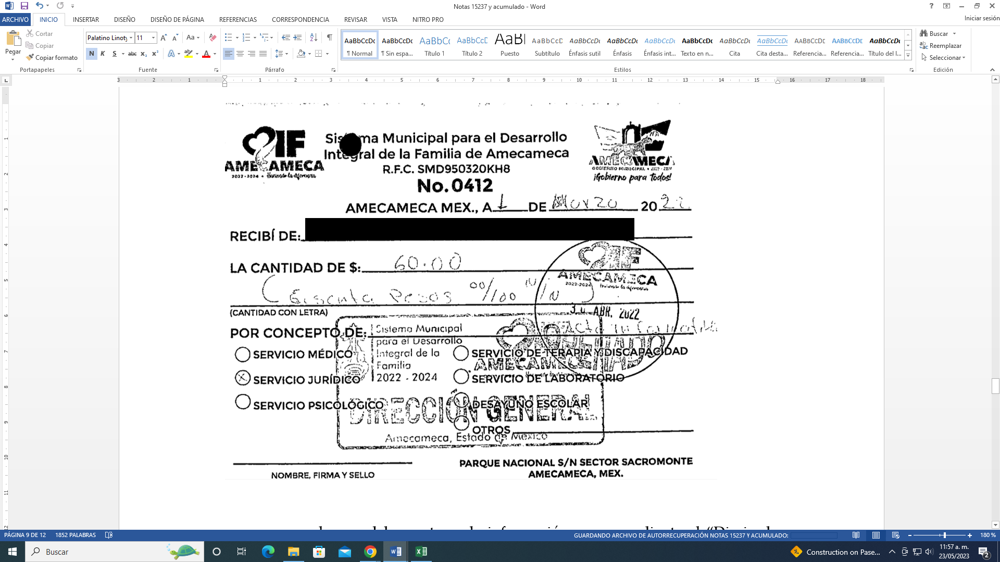 Notas 15237 y acumulado - Word
ARCHIVO INICIO INSERTAR DISEÑO DISEÑO DE PÁGINA REFERENCIAS CORRESPONDENCIA REVISAR VISTA NITRO PRO
Iniciar sesión
Pegar
Cortar
Copiar
Copiar formato
Portapapeles
Palatino Linoty 11
N K S abc x₂ x²
Fuente
Párrafo
AaBbCcDc AaBbCcDc AaBbCc AaBbCcD AaBl AaBbCcD AaBbCcDc AaBbCcDc AaBbCcDc AaBbCcDc AaBbCcDc AaBbCcDc AABBCCDE AABBCCDE AaBbCcDc
¶ Normal ¶ Sin espa... Título 1 Título 2 Puesto Subtítulo Énfasis sutil Énfasis Énfasis int... Texto en n... Cita Cita desta... Referencia... Referencia... Título del l...
Estilos
Buscar
Reemplazar
Seleccionar
Edición
3 2 1 1 2 3 4 5 6 7 8 9 10 11 12 13 14 15 16 17 18
DIF
AMECAMECA
2022-2024 • Haciendo la diferencia
Municipal para el Desarrollo
Integral de la Familia de Amecameca
R.F.C. SMD950320KH8
No. 0412
AMECAMECA
GOBIERNO MUNICIPAL • 2022 - 2024
¡Gobierno para Todos!
AMECAMECA MEX., A 1 DE Marzo 2022
RECIBÍ DE:
LA CANTIDAD DE $: 60.00
(Sesenta Pesos 00/100 M/N)
(CANTIDAD CON LETRA)
POR CONCEPTO DE: Acta informativa
SERVICIO MÉDICO
SERVICIO JURÍDICO
SERVICIO PSICOLÓGICO
SERVICIO DE TERAPIA Y DISCAPACIDAD
SERVICIO DE LABORATORIO
DESAYUNO ESCOLAR
OTROS
DIF
AMECAMECA
2022-2024 Haciendo la diferencia
30 ABR. 2022
Sistema Municipal
para el Desarrollo
Integral de la
Familia
2022 - 2024
AMECAMECA
DIRECCIÓN GENERAL
Amecameca, Estado de México
NOMBRE, FIRMA Y SELLO
PARQUE NACIONAL S/N SECTOR SACROMONTE
AMECAMECA, MEX.
PÁGINA 9 DE 12 1852 PALABRAS
GUARDANDO ARCHIVO DE AUTORRECUPERACIÓN NOTAS 15237 Y ACUMULADO:
180 %
Buscar
Construction on Pase...
11:57 a. m.
23/05/2023
2